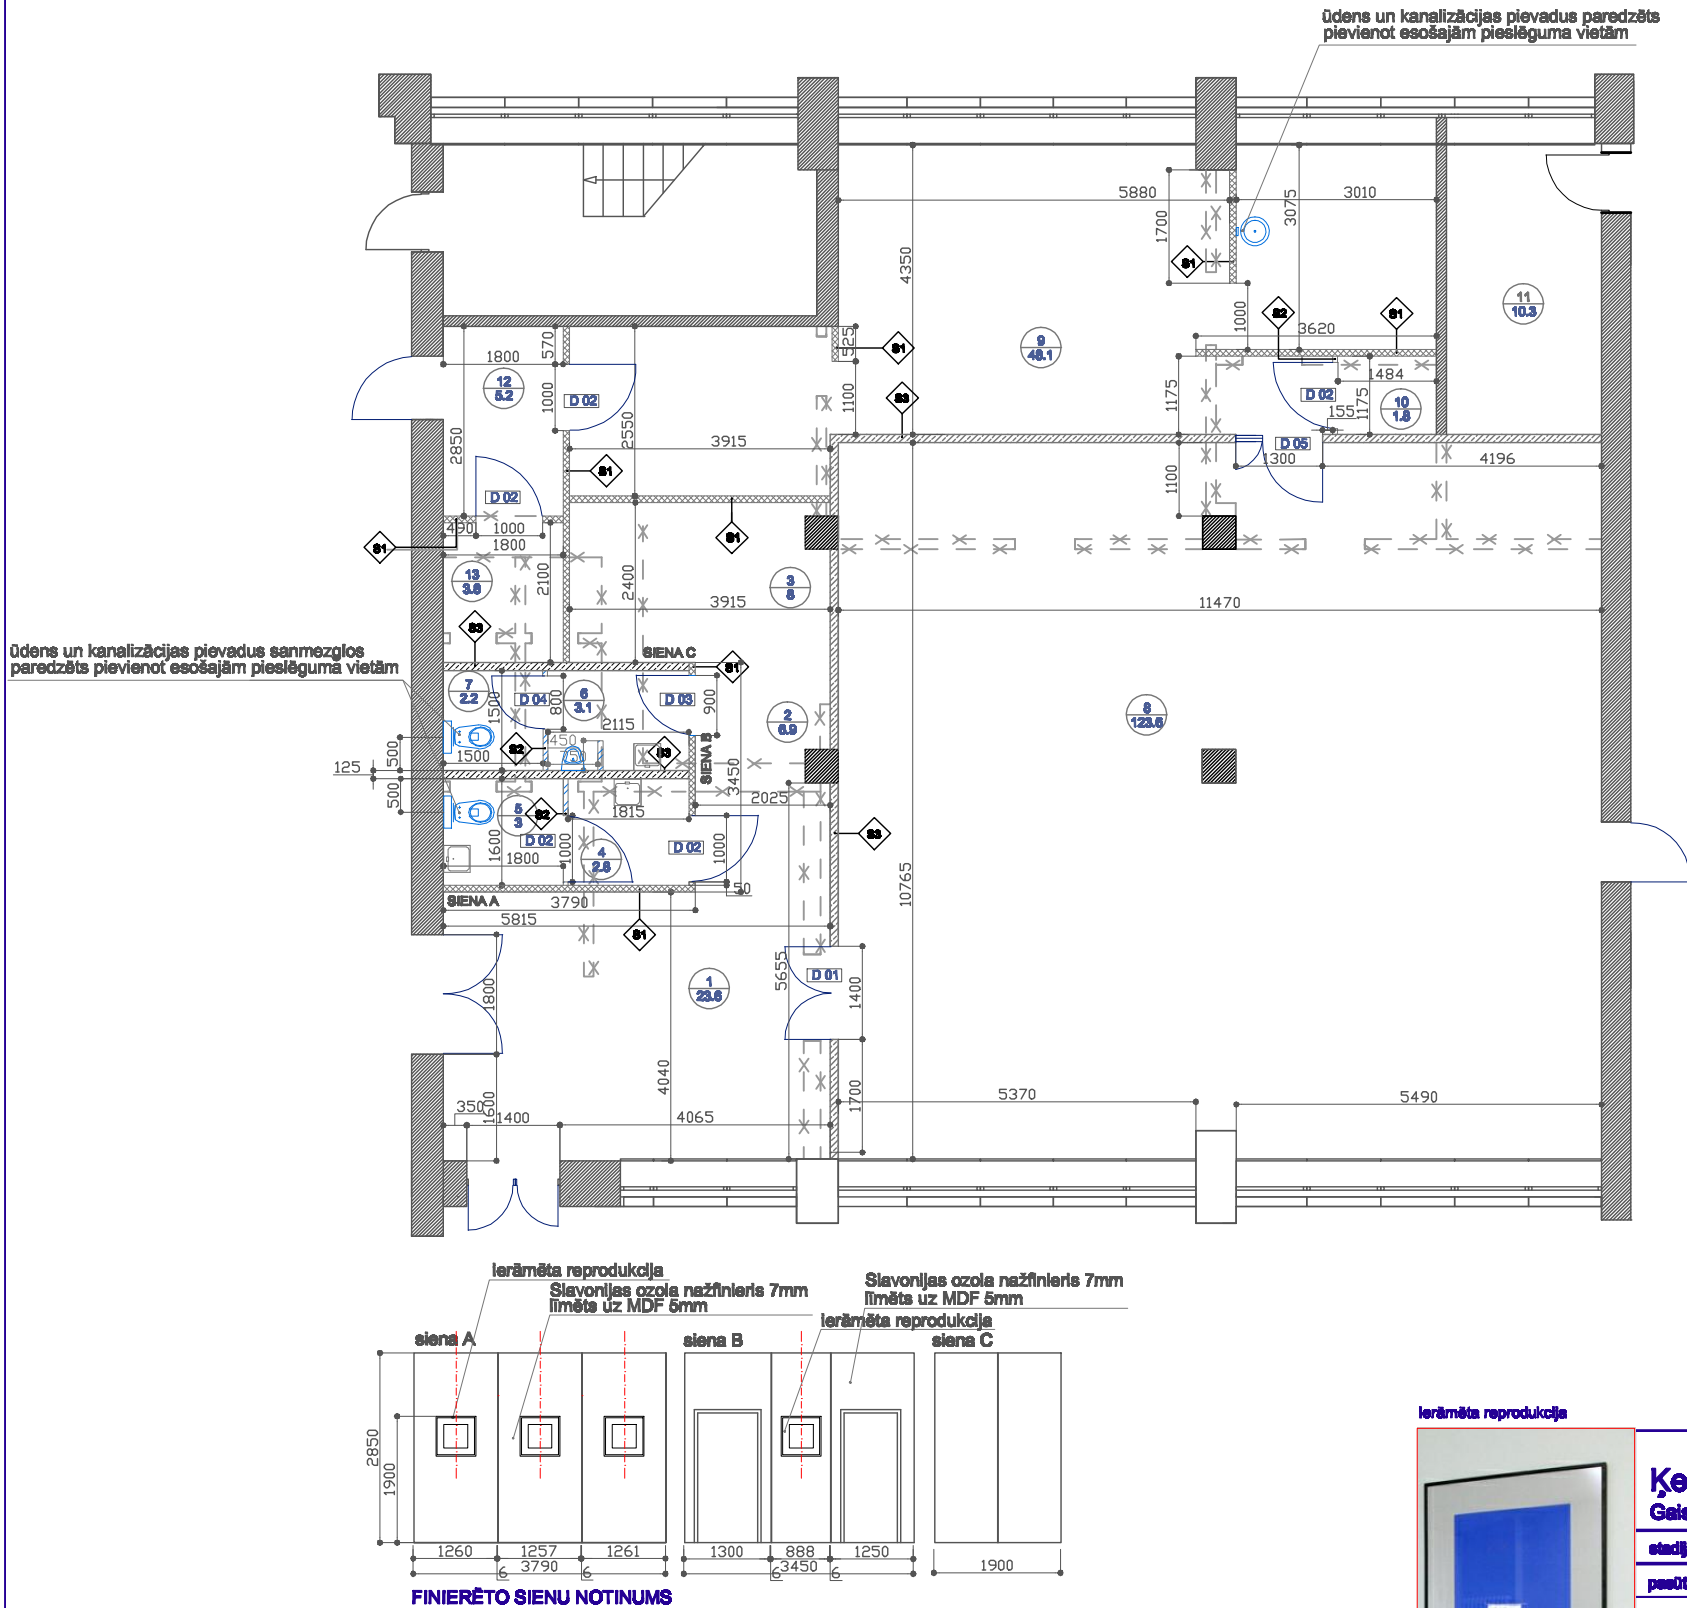 ūdens un kanalizācijas pievadus paredzēts
pievienot esošajām pieslēguma vietām
5880
3010
1700
3075
4350
S1
1000
S2
S1
3620
11
10.3
9
48.1
525
S1
570
1800
12
5.2
1000
D 02
1100
S3
1175
1484
D 02
155
1175
10
1.8
2850
2550
3915
D 05
1300
4196
S1
1100
D 02
490
1000
S1
S1
1800
2100
13
3.6
2400
3
8
3915
11470
S3
ūdens un kanalizācijas pievadus sanmezglos
paredzēts pievienot esošajām pieslēguma vietām
SIENA C
S1
7
2.2
1500
D 04
800
6
3.1
D 03
900
2
6.9
8
123.6
2115
S2
450
S3
SIENA B
500
1500
125
3450
500
2025
5
3
S2
1815
S3
1600
D 02
1000
4
2.8
D 02
1000
1800
50
SIENA A
3790
5815
10765
S1
5655
D 01
1
23.6
1800
1400
4040
1600
350
1400
4065
1700
5370
5490
ierāmēta reprodukcija
Slavonijas ozola nažfinieris 7mm
līmēts uz MDF 5mm
Slavonijas ozola nažfinieris 7mm
līmēts uz MDF 5mm
ierāmēta reprodukcija
siena A
siena B
siena C
2850
1900
1260
1257
1261
6
3790
6
1300
888
1250
6
3450
6
1900
FINIERĒTO SIENU NOTINUMS
ierāmēta reprodukcija
Ķe
Gais
stadij
pasūt